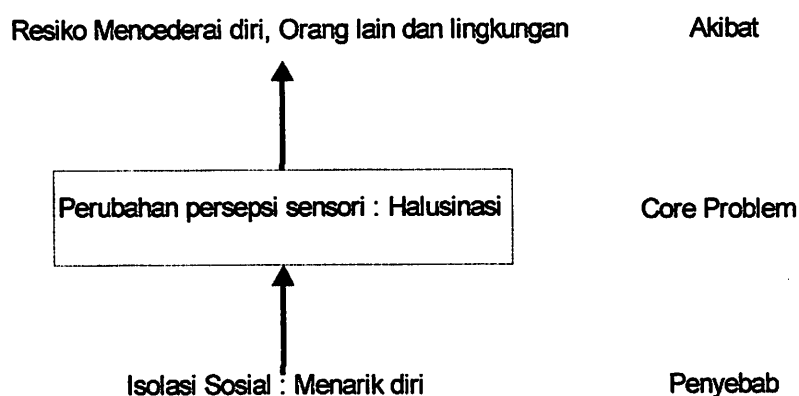 Resiko Mencederai diri, Orang lain dan lingkungan Akibat
Perubahan persepsi sensori : Halusinasi Core Problem
Isolasi Sosial : Menarik diri Penyebab